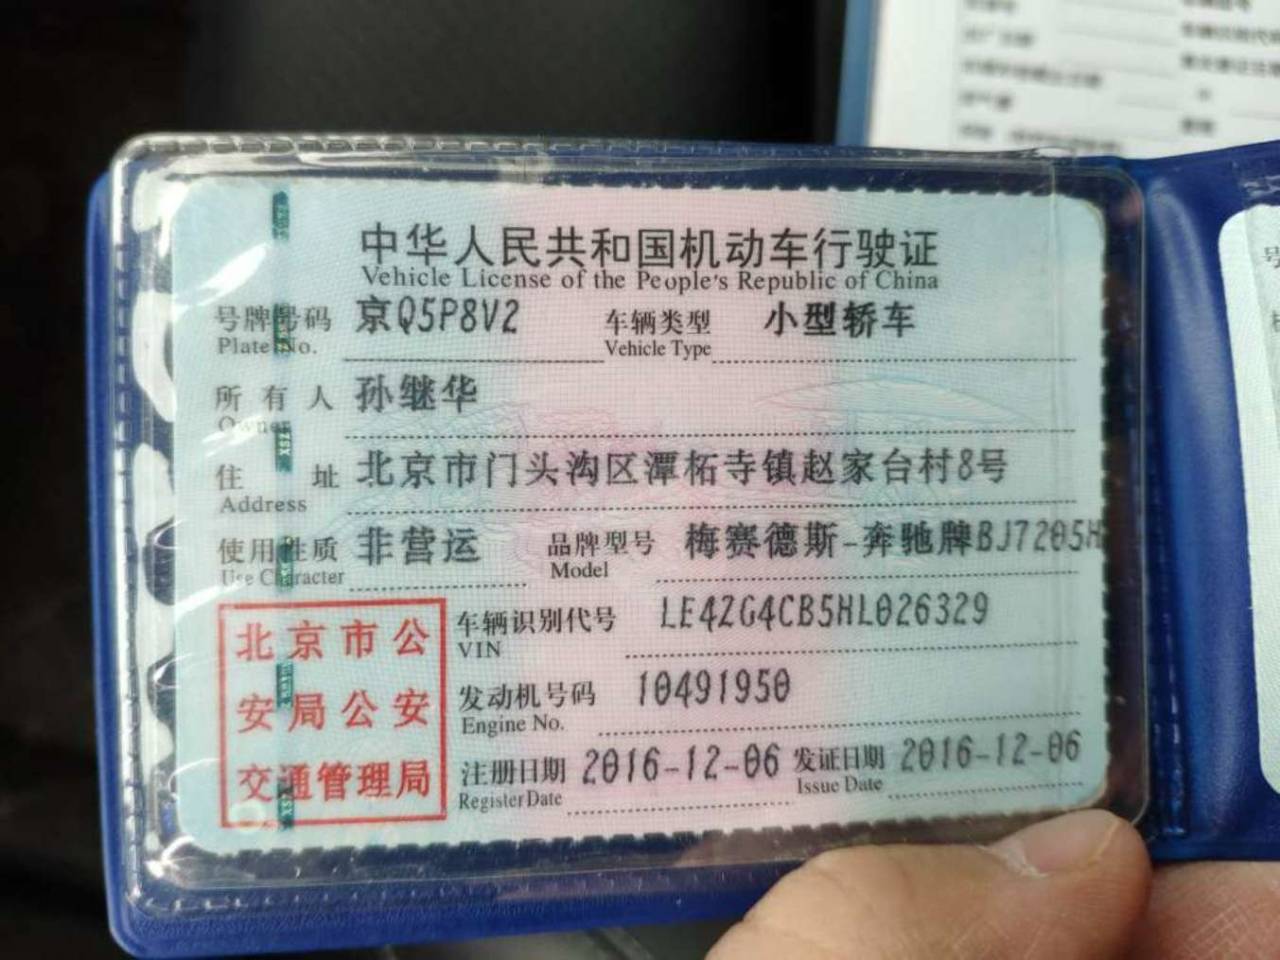 中华人民共和国机动车行驶证
Vehicle License of the People's Republic of China
号牌号码 京Q5P8V2 车辆类型 小型轿车
Plate No. Vehicle Type
所有人 孙继华
Owner
住址 北京市门头沟区潭柘寺镇赵家台村8号
Address
使用性质 非营运 品牌型号 梅赛德斯-奔驰牌BJ7205H
Use Character Model
北京市公安局公安交通管理局
车辆识别代号 LE4ZG4CB5HL026329
VIN
发动机号码 10491950
Engine No.
注册日期 2016-12-06 发证日期 2016-12-06
Register Date Issue Date